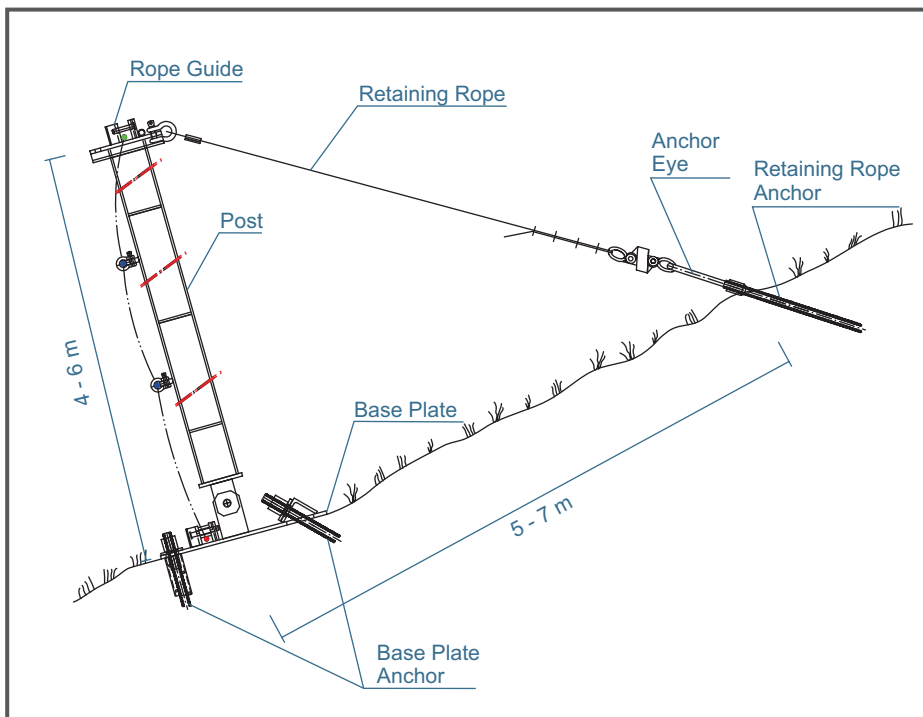 Rope Guide
Retaining Rope
Anchor
Eye
Retaining Rope
Anchor
Post
4 - 6 m
Base Plate
5 - 7 m
Base Plate
Anchor